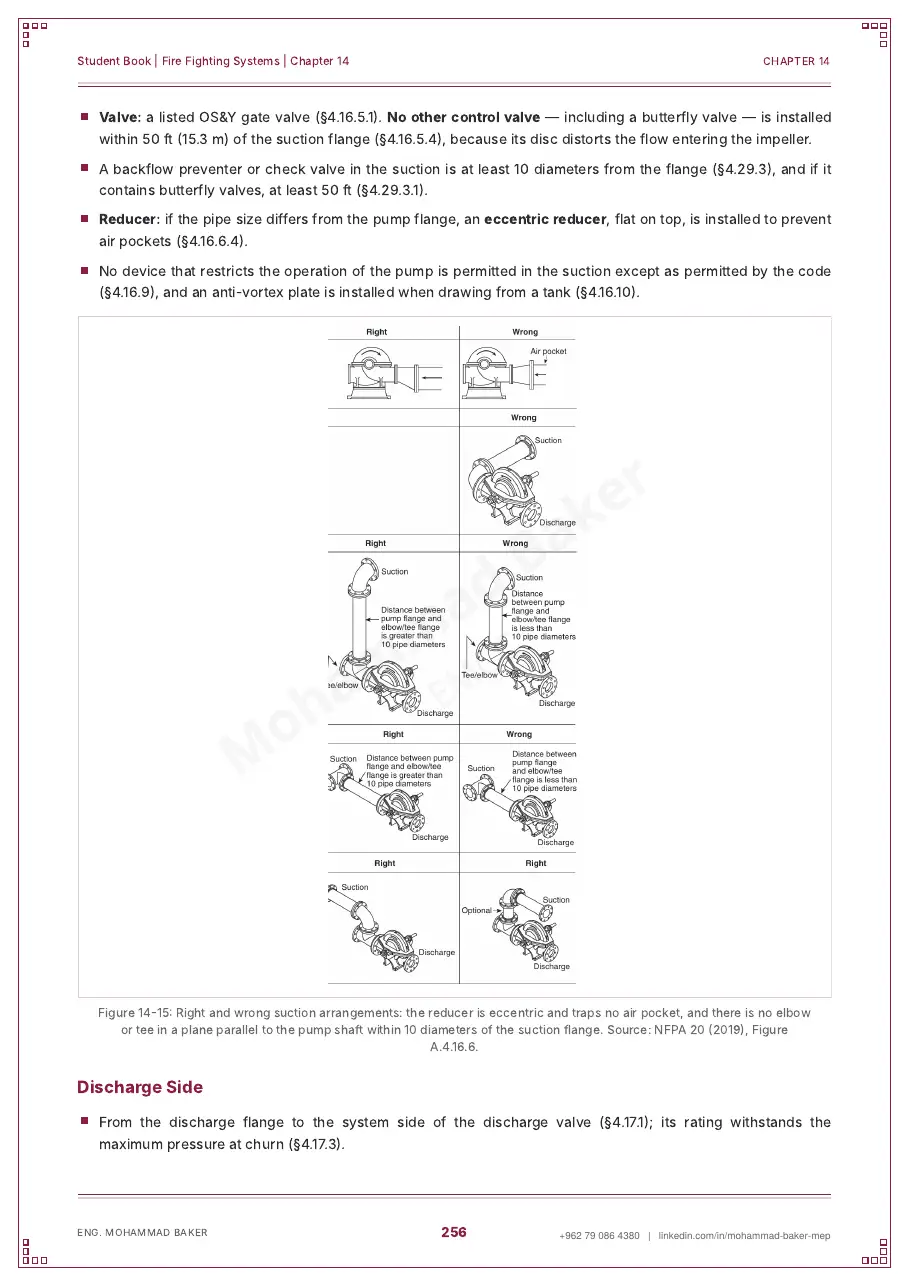 Student Book | Fire Fighting Systems | Chapter 14
CHAPTER 14
Valve: a listed OS&Y gate valve (§4.16.5.1). No other control valve — including a butterfly valve — is installed
within 50 ft (15.3 m) of the suction flange (§4.16.5.4), because its disc distorts the flow entering the impeller.
A backflow preventer or check valve in the suction is at least 10 diameters from the flange (§4.29.3), and if it
contains butterfly valves, at least 50 ft (§4.29.3.1).
Reducer: if the pipe size differs from the pump flange, an eccentric reducer, flat on top, is installed to prevent
air pockets (§4.16.6.4).
No device that restricts the operation of the pump is permitted in the suction except as permitted by the code
(§4.16.9), and an anti-vortex plate is installed when drawing from a tank (§4.16.10).
Right
Wrong
Air pocket
Wrong
Suction
Discharge
Right
Wrong
Suction
Distance between
pump flange and
elbow/tee flange
is greater than
10 pipe diameters
ee/elbow
Discharge
Suction
Distance
between pump
flange and
elbow/tee flange
is less than
10 pipe diameters
Tee/elbow
Discharge
Right
Wrong
Suction
Distance between pump
flange and elbow/tee
flange is greater than
10 pipe diameters
Discharge
Suction
Distance between
pump flange
and elbow/tee
flange is less than
10 pipe diameters
Discharge
Right
Right
Suction
Discharge
Optional
Suction
Discharge
Mohammad Baker
Figure 14-15: Right and wrong suction arrangements: the reducer is eccentric and traps no air pocket, and there is no elbow
or tee in a plane parallel to the pump shaft within 10 diameters of the suction flange. Source: NFPA 20 (2019), Figure
A.4.16.6.
Discharge Side
From the discharge flange to the system side of the discharge valve (§4.17.1); its rating withstands the
maximum pressure at churn (§4.17.3).
ENG. MOHAMMAD BAKER
256
+962 79 086 4380 | linkedin.com/in/mohammad-baker-mep